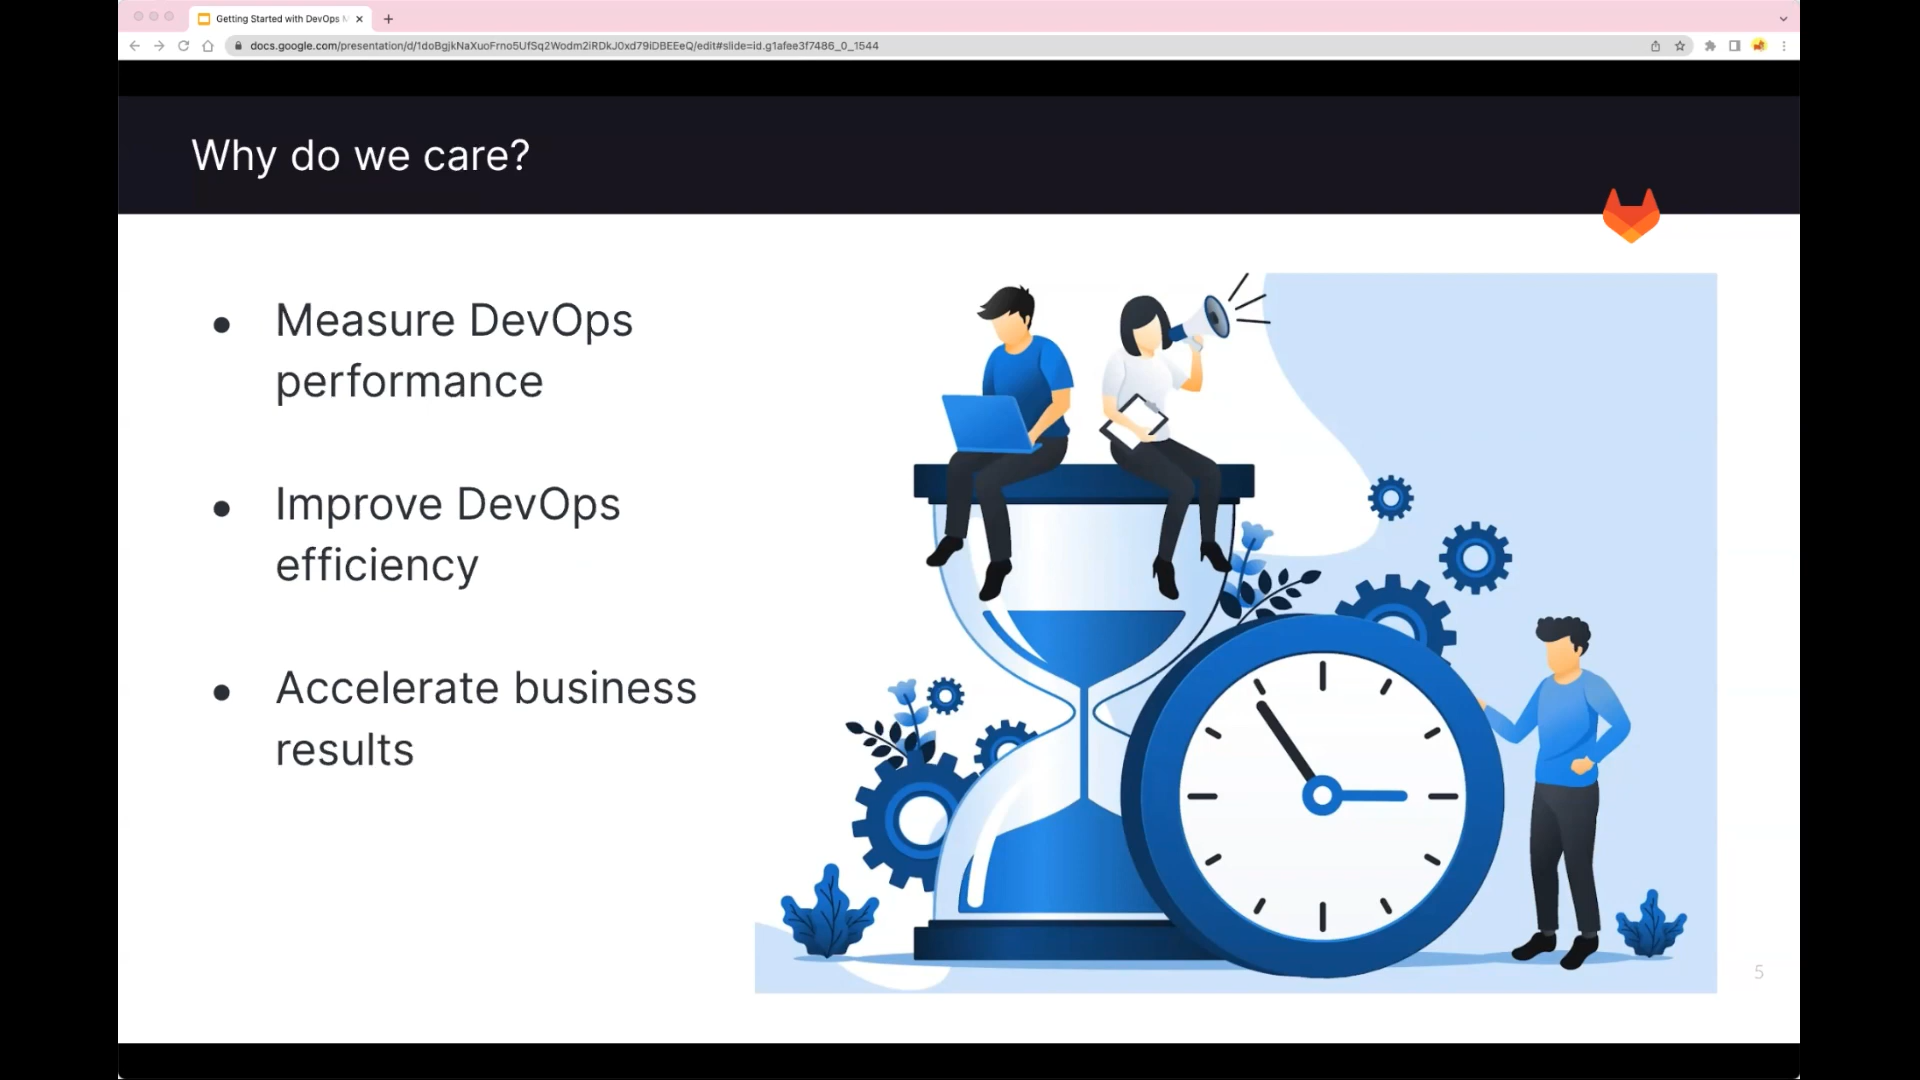 Getting Started with DevOps M
docs.google.com/presentation/d/1doBgjkNaXuoFrno5UfSq2Wodm2iRDkJ0xd79iDBEEeQ/edit#slide=id.g1afee3f7486_0_1544
Why do we care?
● Measure DevOps
performance
● Improve DevOps
efficiency
● Accelerate business
results
5